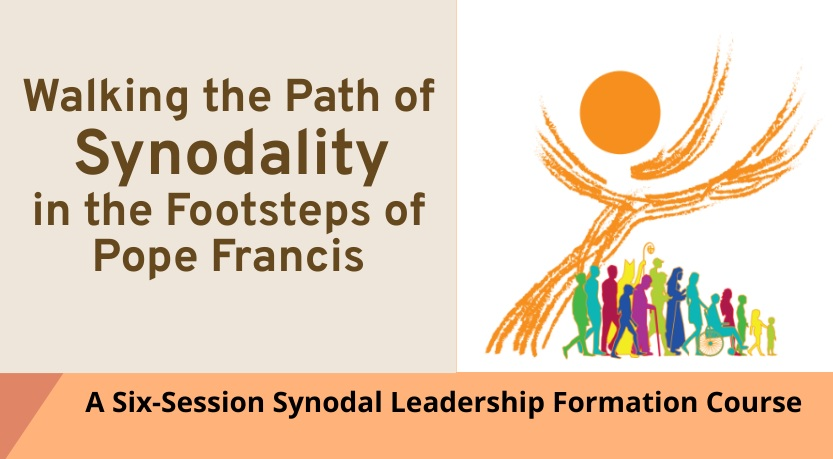 Walking the Path of
Synodality
in the Footsteps of
Pope Francis
A Six-Session Synodal Leadership Formation Course